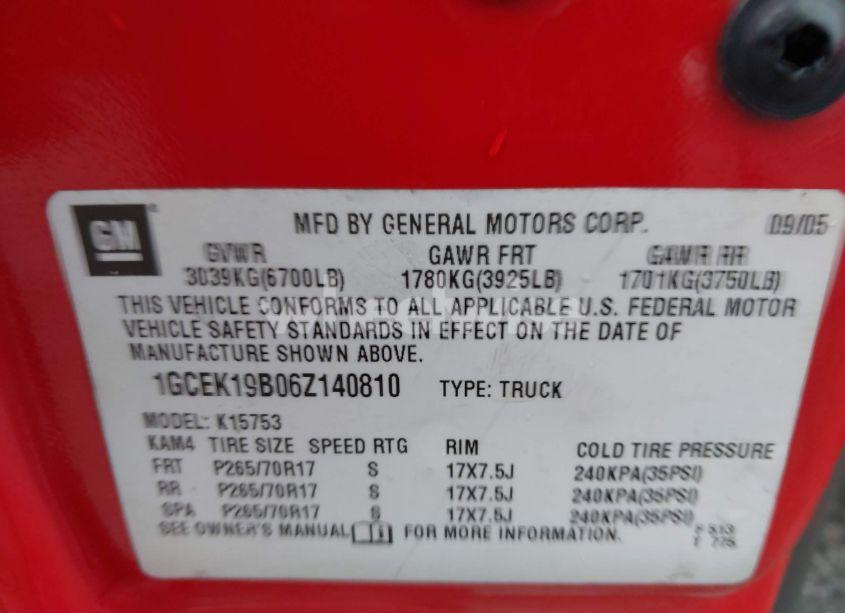 GM ® MFD BY GENERAL MOTORS CORP. 09/05
GVWR GAWR FRT GAWR RR
3039KG(6700LB) 1780KG(3925LB) 1701KG(3750LB)
THIS VEHICLE CONFORMS TO ALL APPLICABLE U.S. FEDERAL MOTOR
VEHICLE SAFETY STANDARDS IN EFFECT ON THE DATE OF
MANUFACTURE SHOWN ABOVE.
1GCEK19B06Z140810 TYPE: TRUCK
MODEL: K15753
KAM4 TIRE SIZE SPEED RTG RIM COLD TIRE PRESSURE
FRT P265/70R17 S 17X7.5J 240KPA(35PSI)
RR P265/70R17 S 17X7.5J 240KPA(35PSI)
SPA P265/70R17 S 17X7.5J 240KPA(35PSI)
SEE OWNER'S MANUAL FOR MORE INFORMATION.